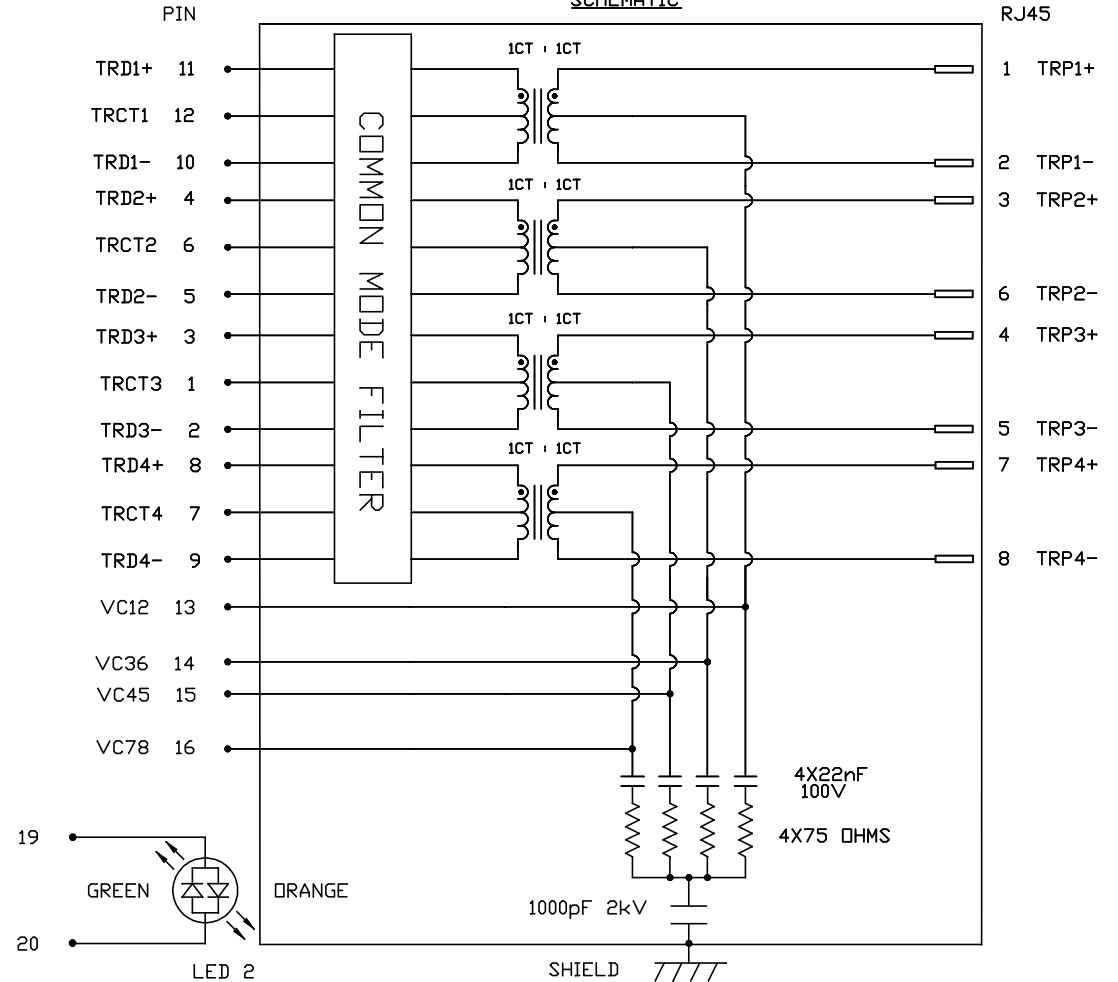 SCHEMATIC
PIN
RJ45
1CT : 1CT
TRD1+ 11
1 TRP1+
TRCT1 12
COMMON MODE FILTER
TRD1- 10
2 TRP1-
1CT : 1CT
TRD2+ 4
3 TRP2+
TRCT2 6
TRD2- 5
6 TRP2-
1CT : 1CT
TRD3+ 3
4 TRP3+
TRCT3 1
TRD3- 2
5 TRP3-
1CT : 1CT
TRD4+ 8
7 TRP4+
TRCT4 7
TRD4- 9
8 TRP4-
VC12 13
VC36 14
VC45 15
VC78 16
4X22nF
100V
4X75 OHMS
19
GREEN
ORANGE
1000pF 2kV
20
LED 2
SHIELD